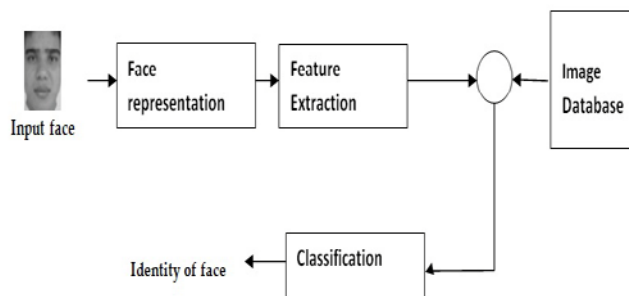 Face
representation
Feature
Extraction
Image
Database
Input face
Classification
Identity of face